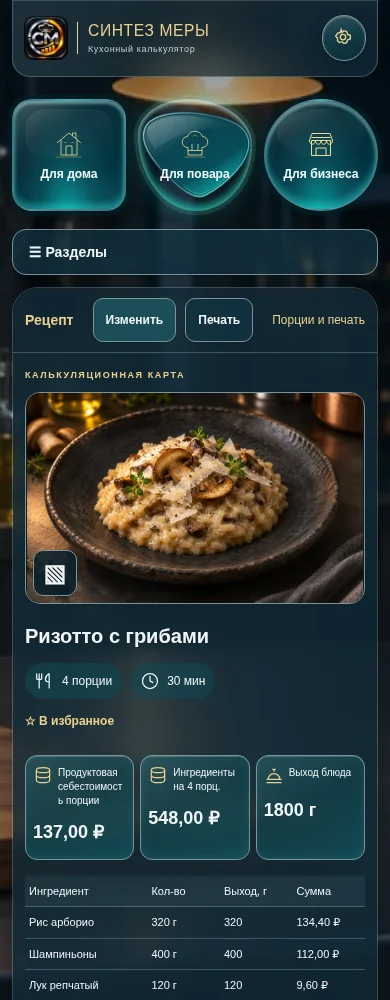 СМ
СИНТЕЗ МЕРЫ
Кухонный калькулятор
Для дома
Для повара
Для бизнеса
☰ Разделы
Рецепт
Изменить
Печать
Порции и печать
КАЛЬКУЛЯЦИОННАЯ КАРТА
Ризотто с грибами
4 порции
30 мин
☆ В избранное
Продуктовая
себестоимост
ь порции
137,00 ₽
Ингредиенты
на 4 порц.
548,00 ₽
Выход блюда
1800 г
Ингредиент Кол-во Выход, г Сумма
Рис арборио 320 г 320 134,40 ₽
Шампиньоны 400 г 400 112,00 ₽
Лук репчатый 120 г 120 9,60 ₽